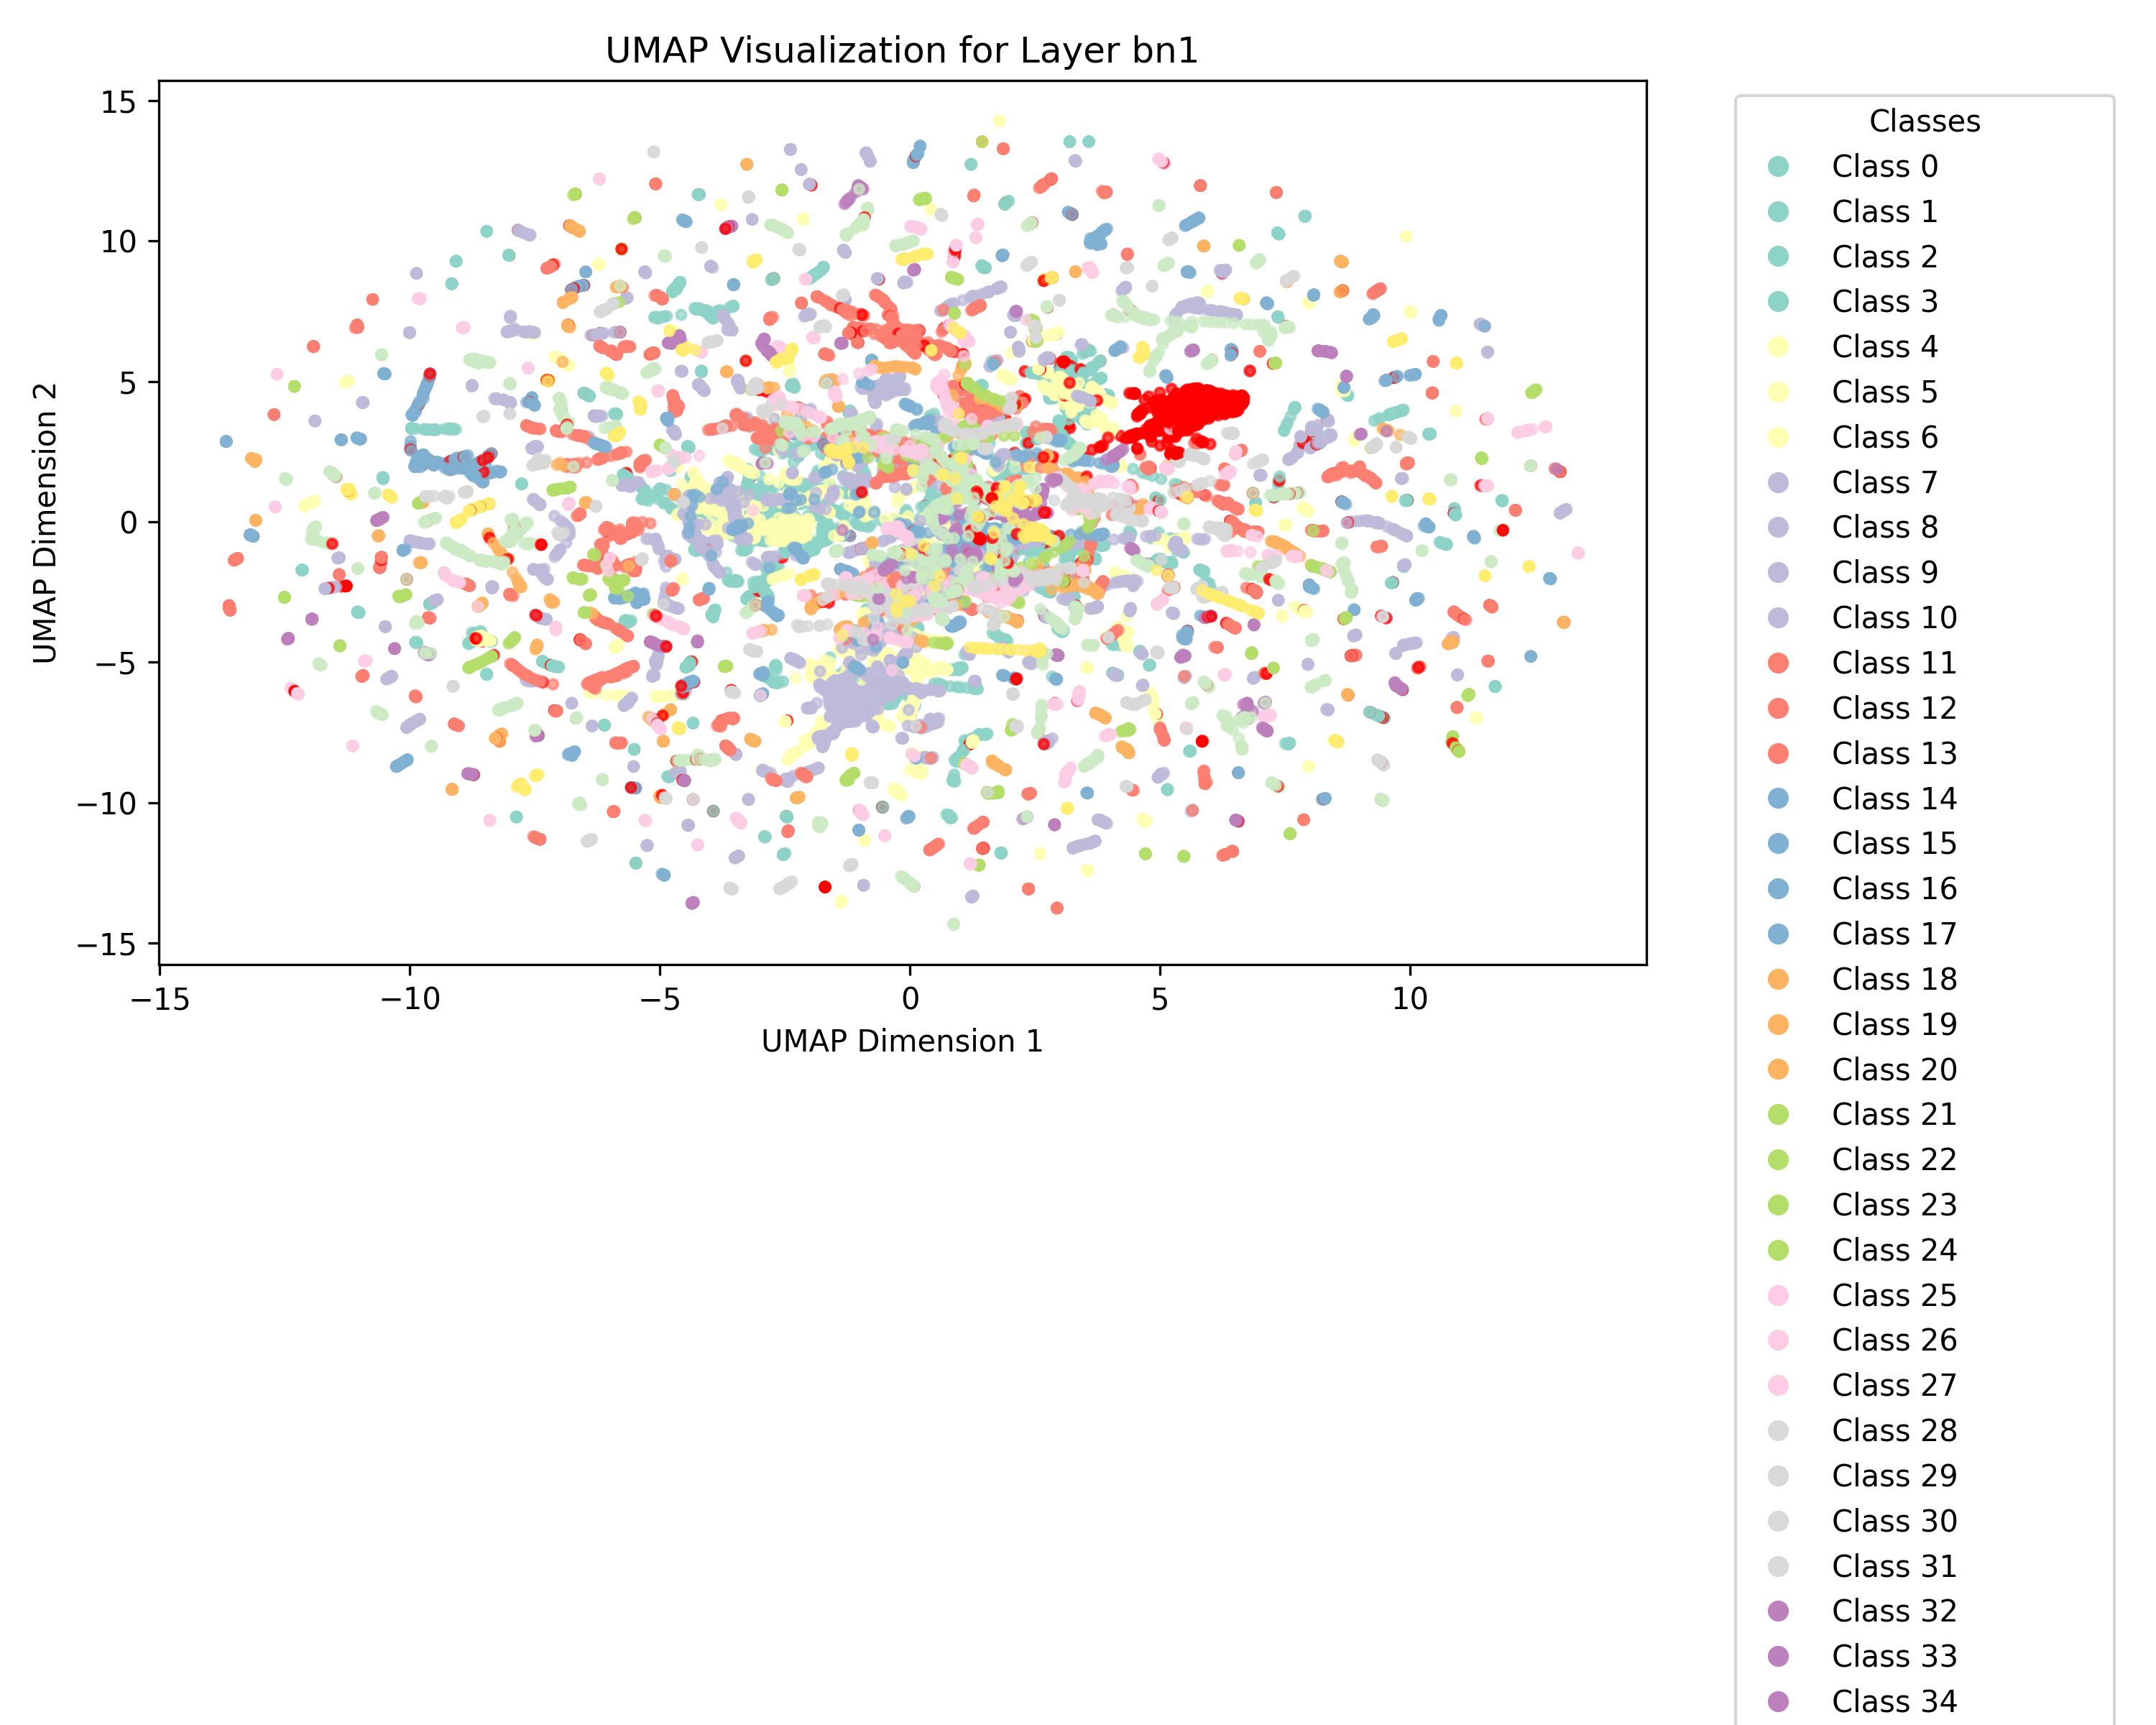 UMAP Visualization for Layer bn1
15
10
5
0
−5
−10
−15
UMAP Dimension 2
−15
−10
−5
0
5
10
UMAP Dimension 1
Classes
Class 0
Class 1
Class 2
Class 3
Class 4
Class 5
Class 6
Class 7
Class 8
Class 9
Class 10
Class 11
Class 12
Class 13
Class 14
Class 15
Class 16
Class 17
Class 18
Class 19
Class 20
Class 21
Class 22
Class 23
Class 24
Class 25
Class 26
Class 27
Class 28
Class 29
Class 30
Class 31
Class 32
Class 33
Class 34